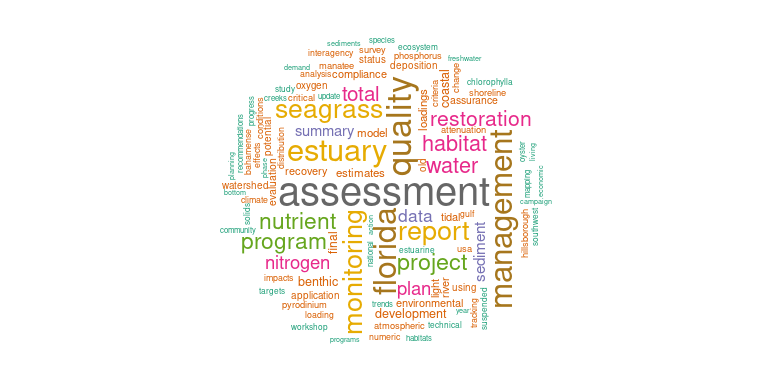 sediments
species
interagency
survey
ecosystem
status
phosphorus
freshwater
demand
manatee
deposition
analysis
compliance
coastal
change
chlorophylla
study
oxygen
total
quality
criteria
shoreline
creeks
critical
update
assurance
progress
conditions
seagrass
loadings
restoration
recommendations
potential
summary
model
attenuation
bahamense
effects
distribution
estuary
habitat
management
oyster
living
planning
phase
evaluation
recovery
estimates
old
water
mapping
economic
watershed
bottom
climate
assessment
campaign
solids
nutrient
monitoring
action
florida
data
tidal
gulf
southwest
hillsborough
community
program
final
national
report
sediment
estuarine
usa
nitrogen
project
impacts
benthic
targets
application
plan
light
river
using
tracking
suspended
pyrodinium
trends
environmental
year
loading
development
workshop
atmospheric
technical
programs
numeric
habitats